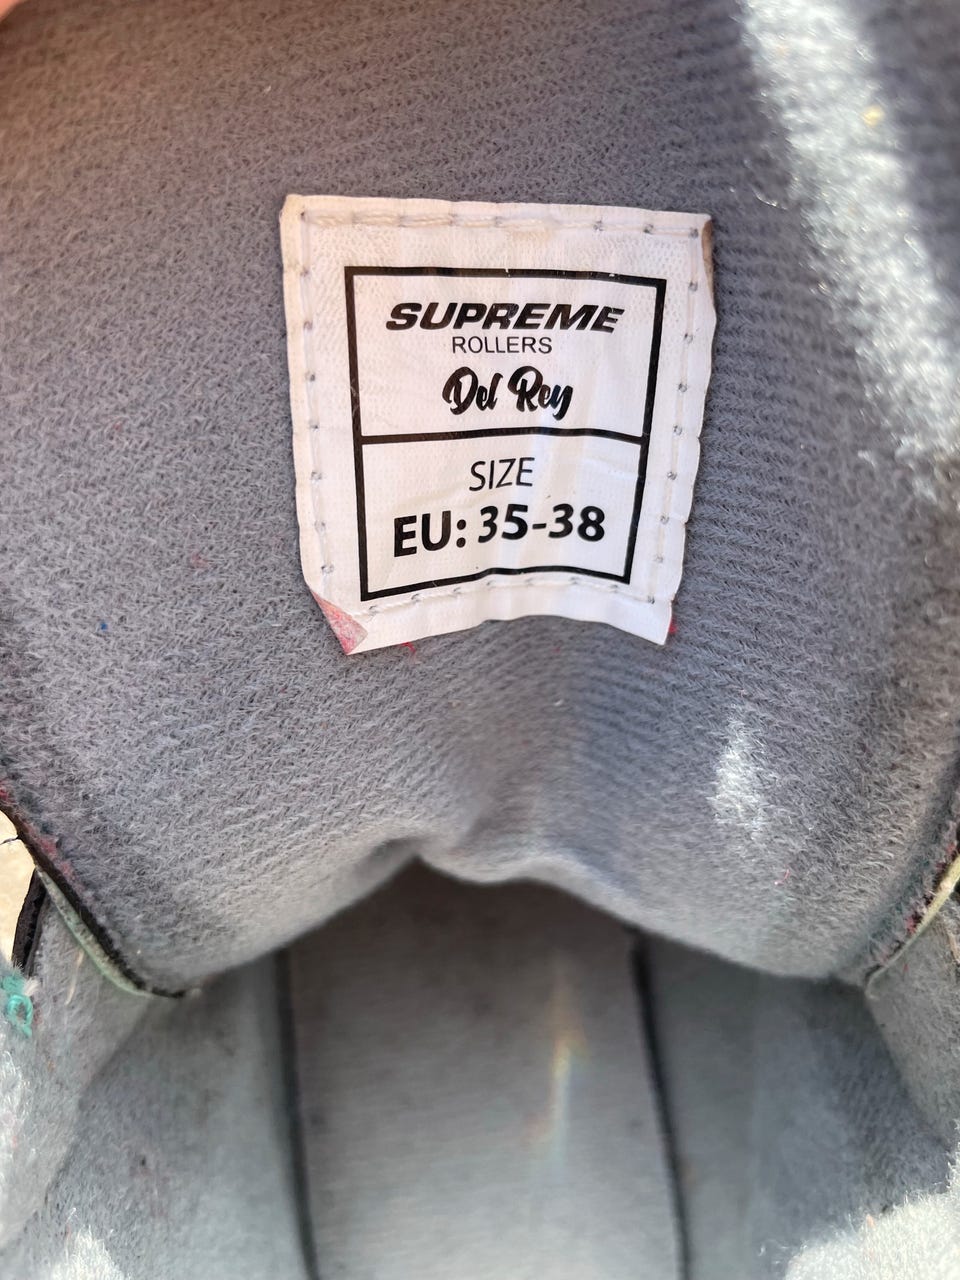 SUPREME
ROLLERS
Del Rey
SIZE
EU: 35-38